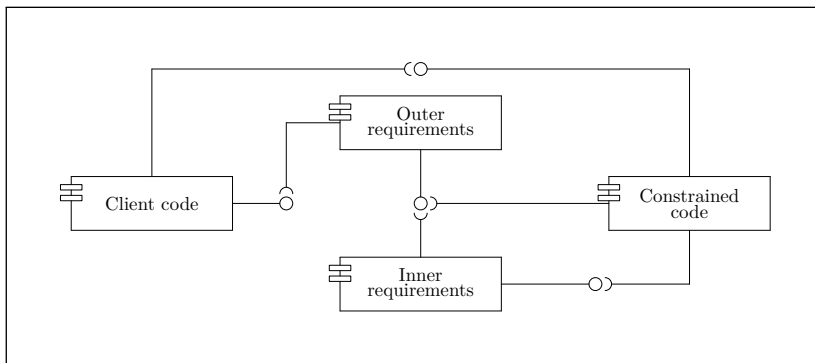 Outer
requirements
Client code
Constrained
code
Inner
requirements